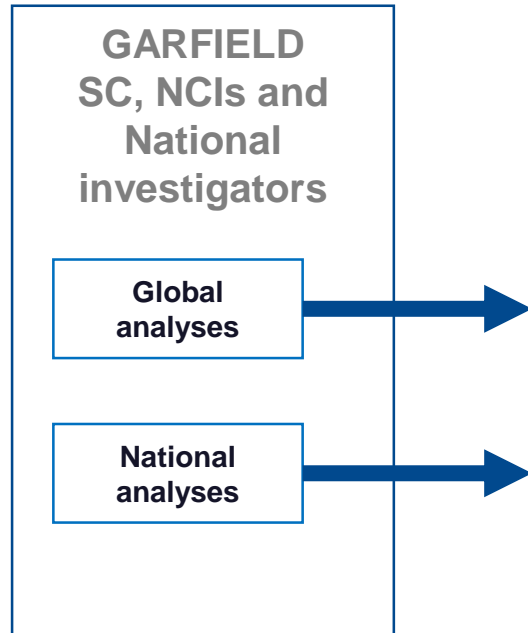 GARFIELD
SC, NCIs and
National
investigators
Global
analyses
National
analyses